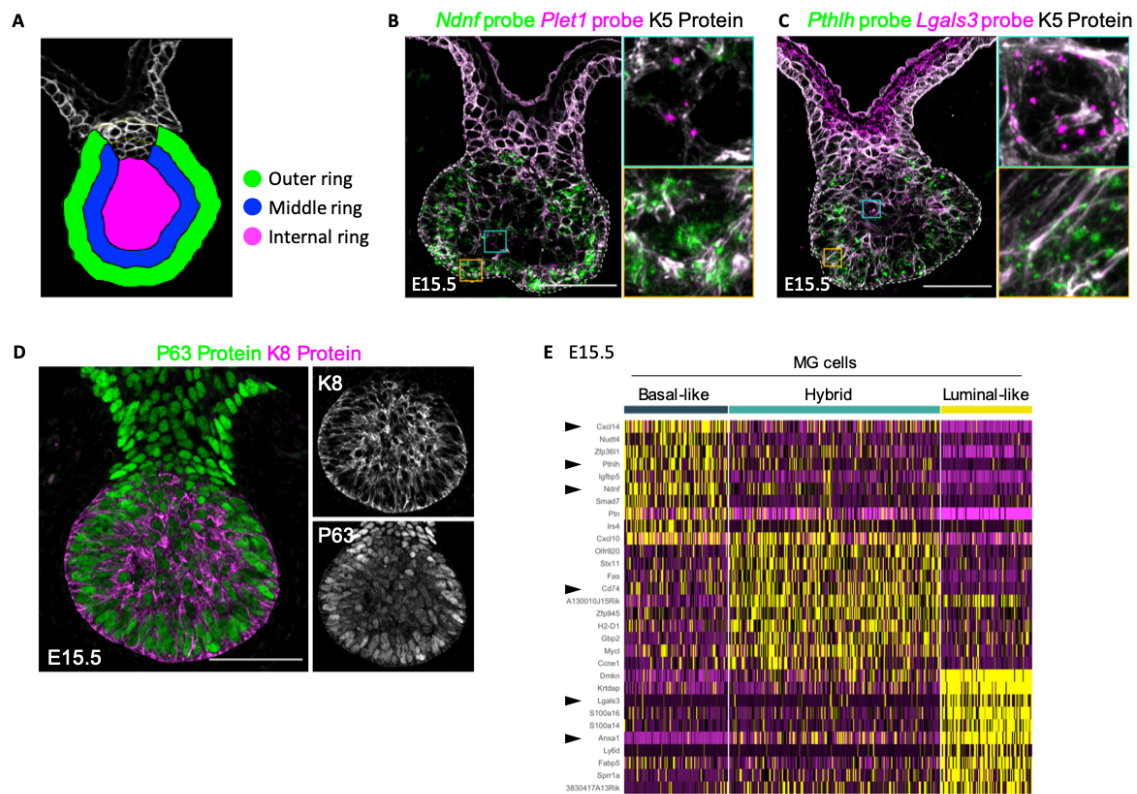 A
Outer ring
Middle ring
Internal ring
B
Ndnf probe Plet1 probe K5 Protein
E15.5
C
Pthlh probe Lgals3 probe K5 Protein
E15.5
D
P63 Protein K8 Protein
E15.5
K8
P63
E
E15.5
MG cells
Basal-like Hybrid Luminal-like
Cxcl14
Nudt4
Zfp36l1
Pthlh
Igfbp5
Ndnf
Smad7
Ptn
Irs4
Cxcl10
Olfr920
Stx11
Fas
Cd74
A130010J15Rik
Zfp945
H2-D1
Gbp2
Mycl
Ccne1
Dmkn
Krtdap
Lgals3
S100a16
S100a14
Anxa1
Ly6d
Fabp5
Sprr1a
3830417A13Rik